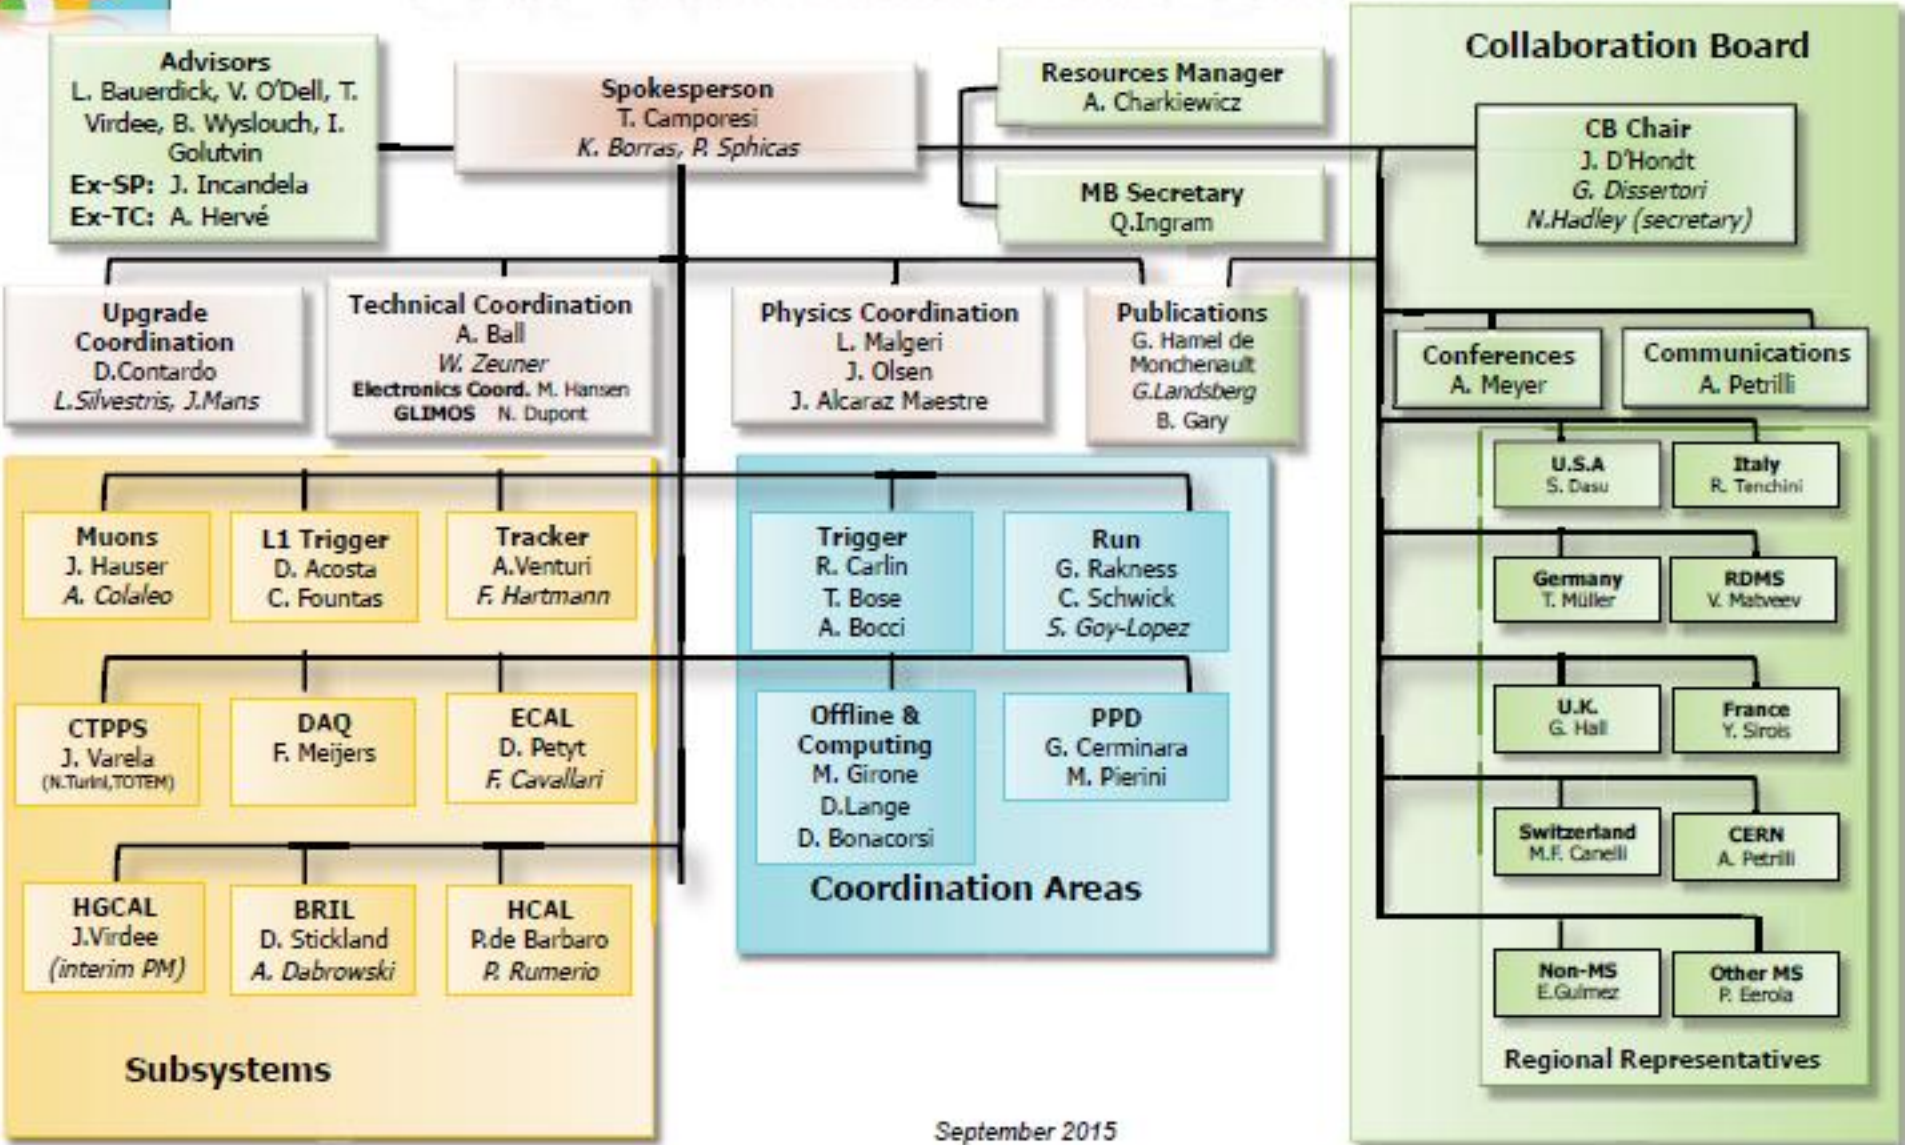 Advisors
L. Bauerdick, V. O'Dell, T.
Virdee, B. Wyslouch, I.
Golutvin
Ex-SP: J. Incandela
Ex-TC: A. Hervé
Spokesperson
T. Camporesi
K. Borras, P. Sphicas
Resources Manager
A. Charkiewicz
MB Secretary
Q.Ingram
Collaboration Board
CB Chair
J. D'Hondt
G. Dissertori
N.Hadley (secretary)
Upgrade
Coordination
D.Contardo
L.Silvestris, J.Mans
Technical Coordination
A. Ball
W. Zeuner
Electronics Coord. M. Hansen
GLIMOS N. Dupont
Physics Coordination
L. Malgeri
J. Olsen
J. Alcaraz Maestre
Publications
G. Hamel de
Monchenault
G.Landsberg
B. Gary
Conferences
A. Meyer
Communications
A. Petrilli
Muons
J. Hauser
A. Colaleo
L1 Trigger
D. Acosta
C. Fountas
Tracker
A.Venturi
F. Hartmann
CTPPS
J. Varela
(N.Turini,TOTEM)
DAQ
F. Meijers
ECAL
D. Petyt
F. Cavallari
HGCAL
J.Virdee
(interim PM)
BRIL
D. Stickland
A. Dabrowski
HCAL
P.de Barbaro
P. Rumerio
Subsystems
Trigger
R. Carlin
T. Bose
A. Bocci
Run
G. Rakness
C. Schwick
S. Goy-Lopez
Offline &
Computing
M. Girone
D.Lange
D. Bonacorsi
PPD
G. Cerminara
M. Pierini
Coordination Areas
U.S.A
S. Dasu
Italy
R. Tenchini
Germany
T. Müller
RDMS
V. Matveev
U.K.
G. Hall
France
Y. Sirois
Switzerland
M.F. Canelli
CERN
A. Petrilli
Non-MS
E.Gulmez
Other MS
P. Eerola
Regional Representatives
September 2015